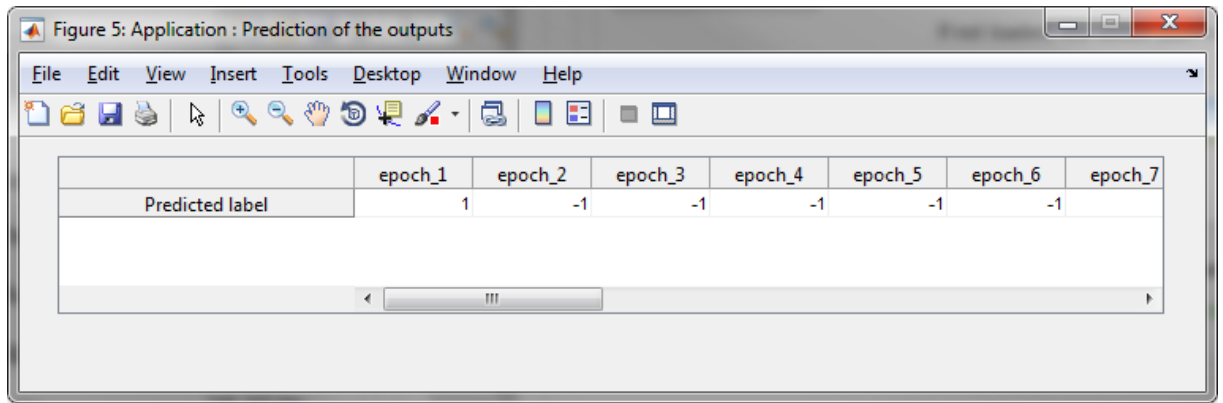 Figure 5: Application : Prediction of the outputs
File Edit View Insert Tools Desktop Window Help
epoch_1 epoch_2 epoch_3 epoch_4 epoch_5 epoch_6 epoch_7
Predicted label 1 -1 -1 -1 -1 -1